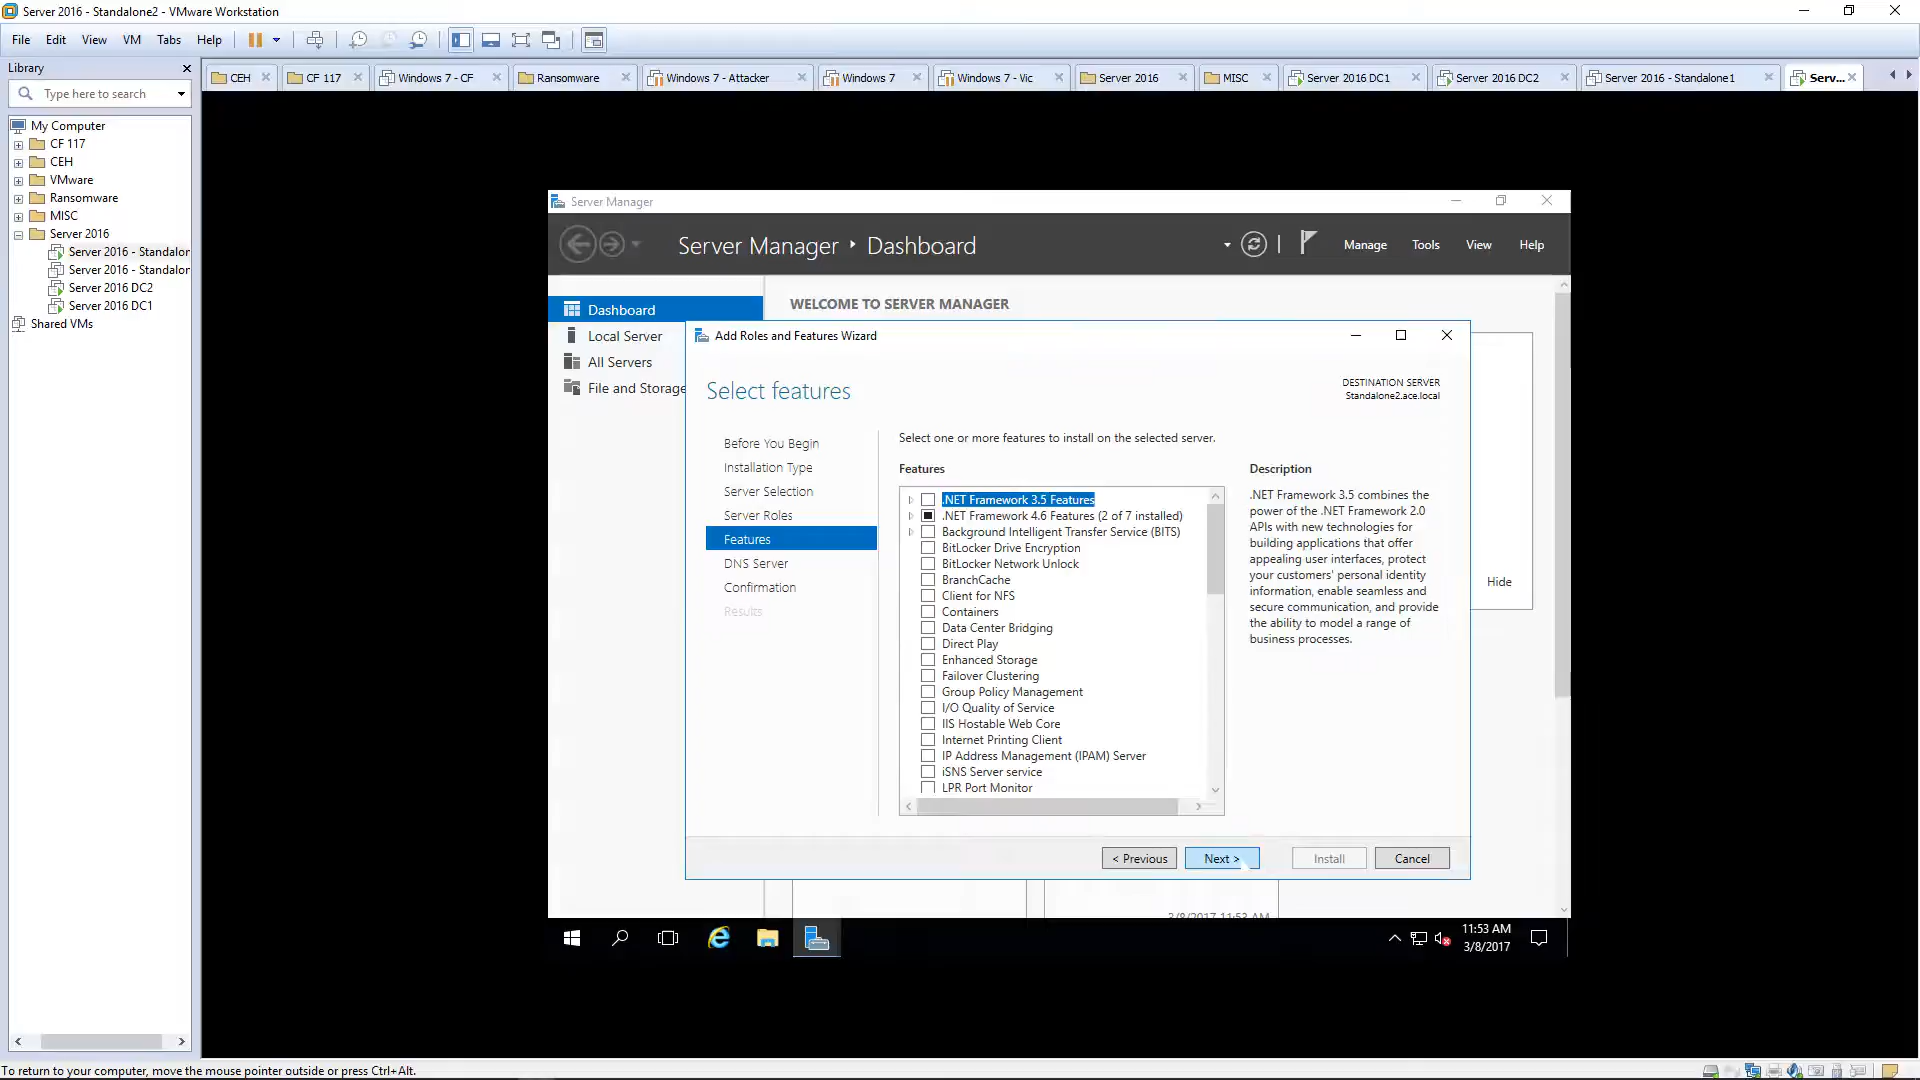 Server 2016 - Standalone2 - VMware Workstation
File Edit View VM Tabs Help
Library
Type here to search
My Computer
CF 117
CEH
VMware
Ransomware
MISC
Server 2016
Server 2016 - Standalor
Server 2016 - Standalor
Server 2016 DC2
Server 2016 DC1
Shared VMs
CEH CF 117 Windows 7 - CF Ransomware Windows 7 - Attacker Windows 7 Windows 7 - Vic Server 2016 MISC Server 2016 DC1 Server 2016 DC2 Server 2016 - Standalone1 Serv...
Server Manager
Server Manager Dashboard
Manage Tools View Help
Dashboard
Local Server
All Servers
File and Storage
WELCOME TO SERVER MANAGER
Hide
Add Roles and Features Wizard
Select features
DESTINATION SERVER
Standalone2.ace.local
Before You Begin
Installation Type
Server Selection
Server Roles
Features
DNS Server
Confirmation
Results
Select one or more features to install on the selected server.
Features
.NET Framework 3.5 Features
.NET Framework 4.6 Features (2 of 7 installed)
Background Intelligent Transfer Service (BITS)
BitLocker Drive Encryption
BitLocker Network Unlock
BranchCache
Client for NFS
Containers
Data Center Bridging
Direct Play
Enhanced Storage
Failover Clustering
Group Policy Management
I/O Quality of Service
IIS Hostable Web Core
Internet Printing Client
IP Address Management (IPAM) Server
iSNS Server service
LPR Port Monitor
Description
.NET Framework 3.5 combines the
power of the .NET Framework 2.0
APIs with new technologies for
building applications that offer
appealing user interfaces, protect
your customers' personal identity
information, enable seamless and
secure communication, and provide
the ability to model a range of
business processes.
< Previous Next > Install Cancel
3/8/2017 11:53 AM
11:53 AM
3/8/2017
To return to your computer, move the mouse pointer outside or press Ctrl+Alt.